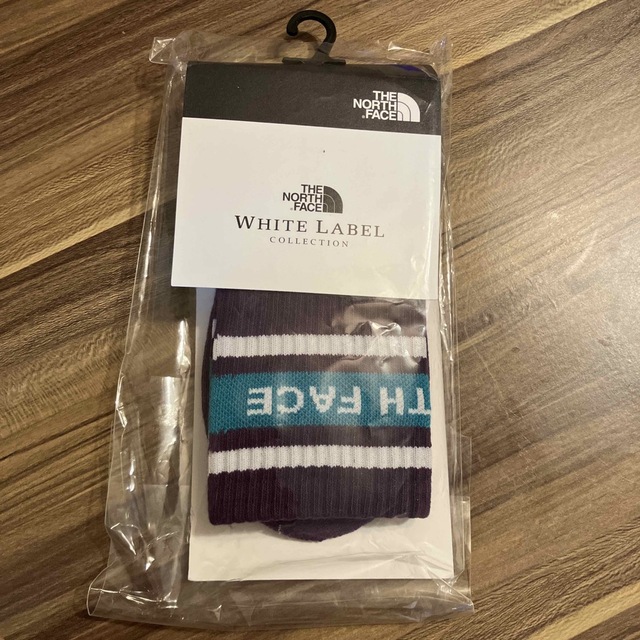 THE
NORTH
FACE
THE
NORTH
FACE
WHITE LABEL
COLLECTION
TH FACE